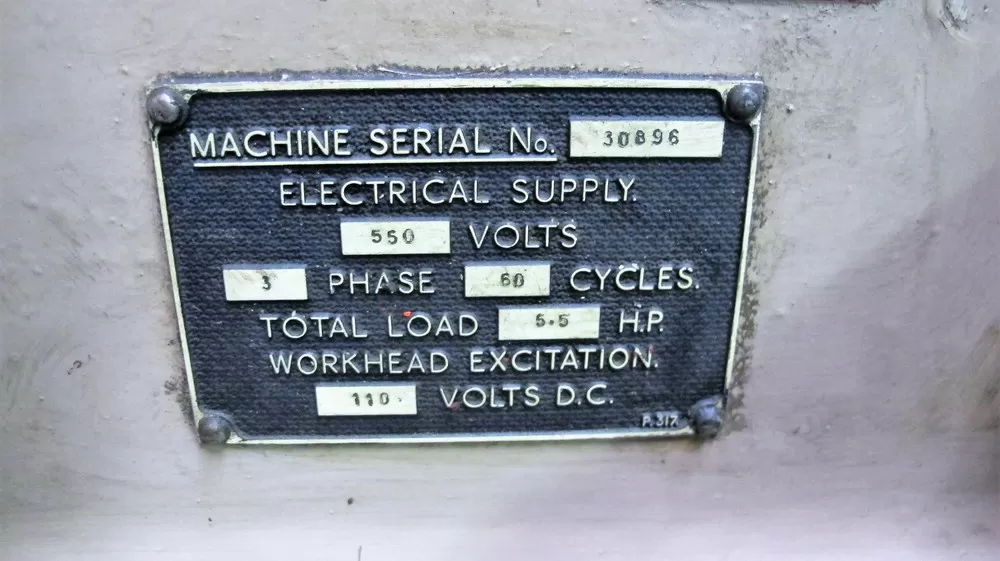 MACHINE SERIAL No. 30896
ELECTRICAL SUPPLY.
550 VOLTS
3 PHASE 60 CYCLES.
TOTAL LOAD 5.5 H.P.
WORKHEAD EXCITATION.
110. VOLTS D.C.
P.317